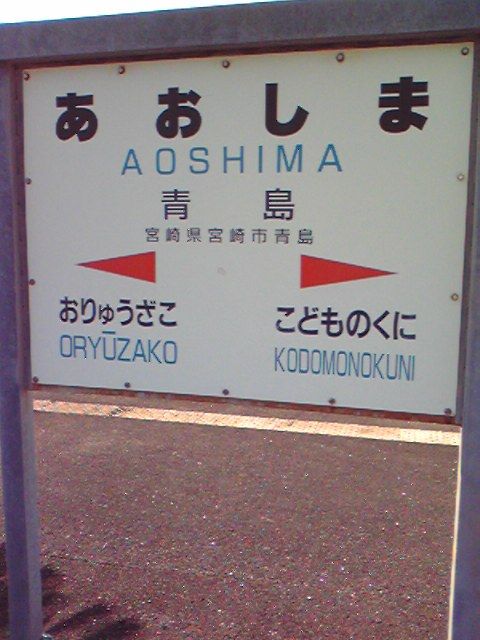 あおしま
AOSHIMA
青島
宮崎県宮崎市青島
おりゅうざこ こどものくに
ORYŪZAKO KODOMONOKUNI